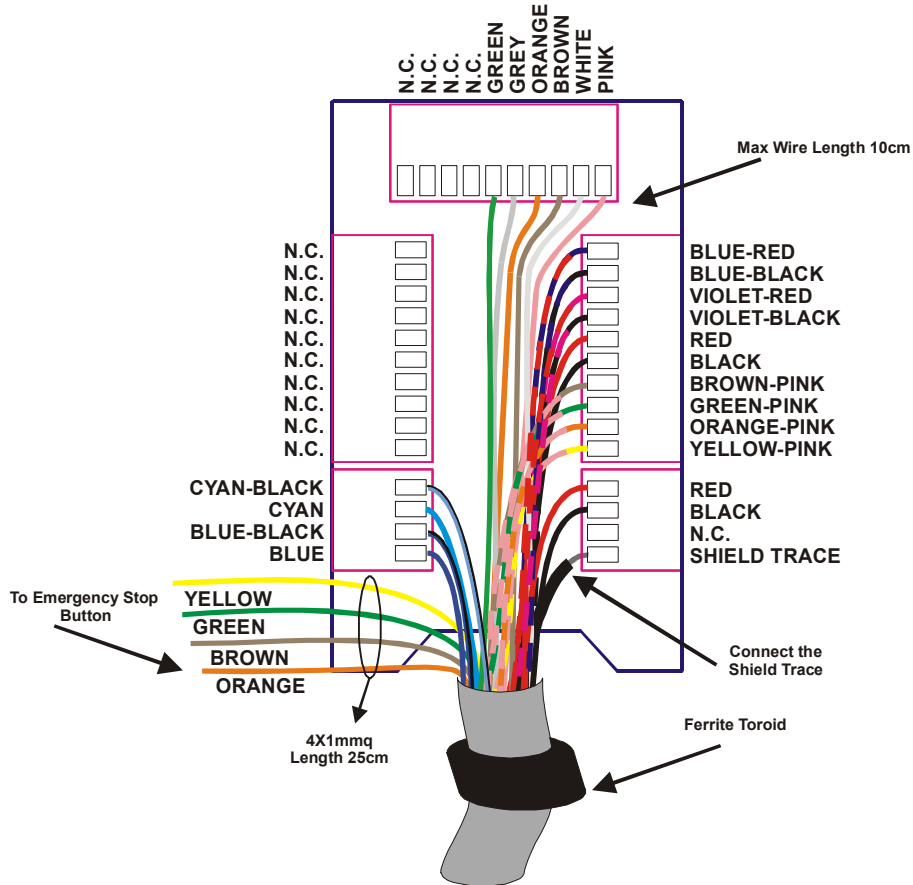 N.C.
N.C.
N.C.
N.C.
GREEN
GREY
ORANGE
BROWN
WHITE
PINK
Max Wire Length 10cm
N.C.
N.C.
N.C.
N.C.
N.C.
N.C.
N.C.
N.C.
N.C.
N.C.
BLUE-RED
BLUE-BLACK
VIOLET-RED
VIOLET-BLACK
RED
BLACK
BROWN-PINK
GREEN-PINK
ORANGE-PINK
YELLOW-PINK
CYAN-BLACK
CYAN
BLUE-BLACK
BLUE
RED
BLACK
N.C.
SHIELD TRACE
To Emergency Stop
Button
YELLOW
GREEN
BROWN
ORANGE
Connect the
Shield Trace
4X1mmq
Length 25cm
Ferrite Toroid